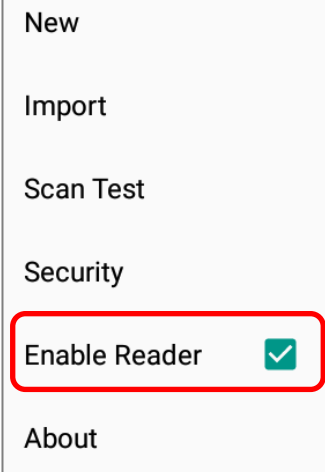 New
Import
Scan Test
Security
Enable Reader
About